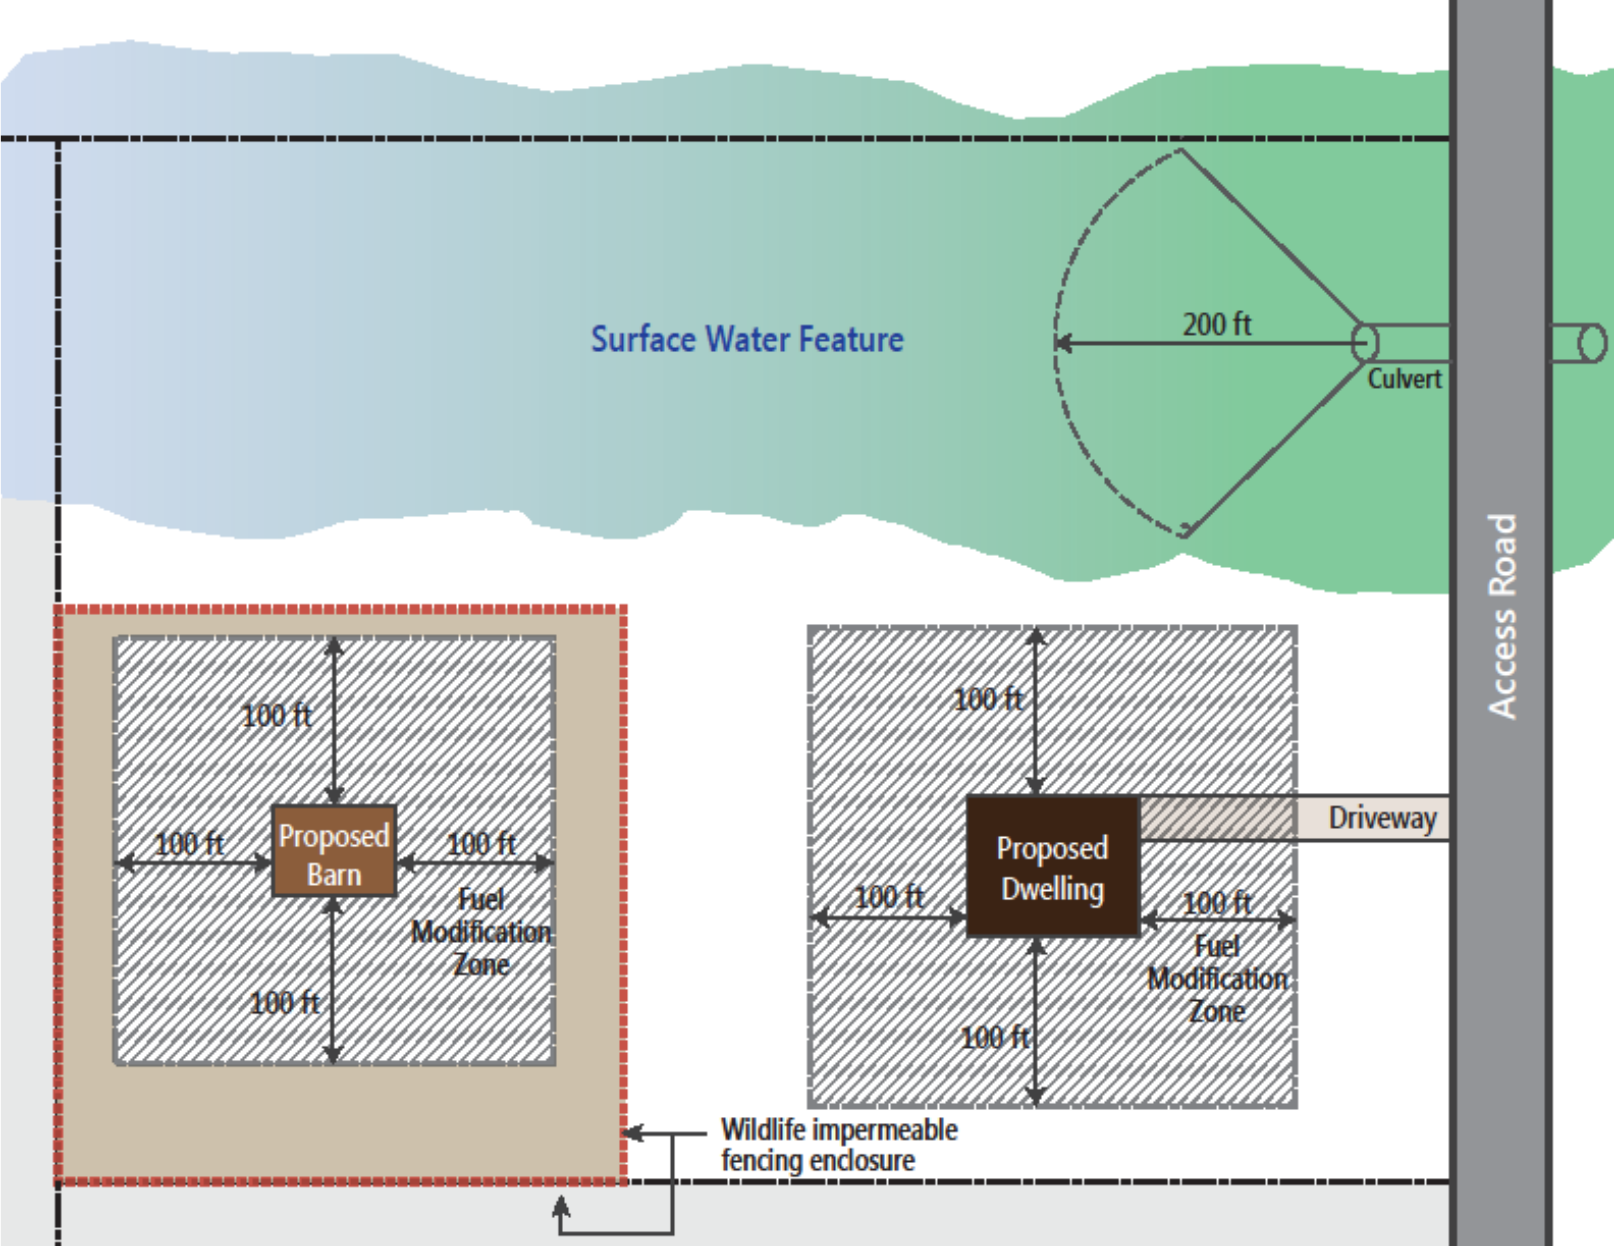 200 ft
Surface Water Feature
Culvert
Access Road
100 ft
100 ft
Proposed
Barn
100 ft
Fuel
Modification
Zone
100 ft
100 ft
Driveway
Proposed
Dwelling
100 ft
100 ft
Fuel
Modification
Zone
100 ft
Wildlife impermeable
fencing enclosure